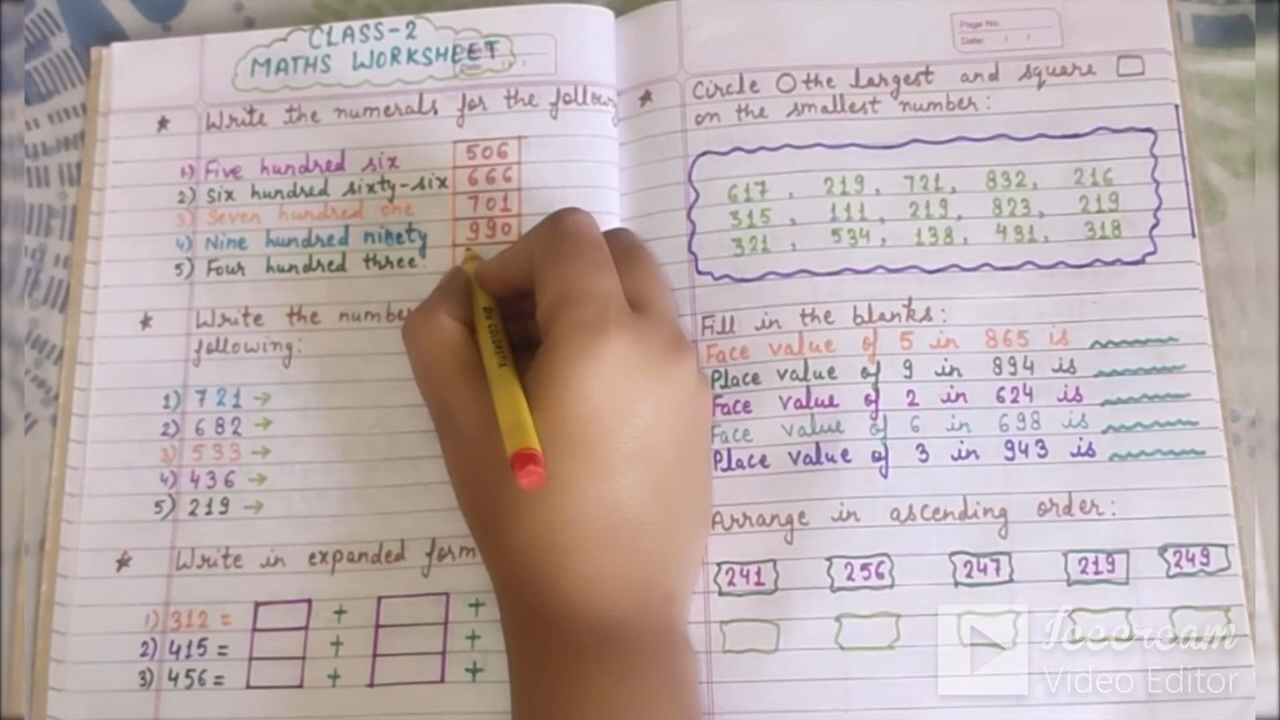 CLASS-2
MATHS WORKSHEET
★ Write the numerals for the
1) Five hundred six 506
2) Six hundred sixty-six 666
3) Seven hundred one 701
4) Nine hundred ninety 990
5) Four hundred three.
★ Write the
following:
1) 721 →
2) 682 →
3) 533 →
4) 436 →
5) 219 →
★ Write in expanded form
1) 312 = + +
2) 415 = + +
3) 456 = + +
Page No.
Date: / /
★ Circle ○ the largest and square □
on the smallest number:
617, 219, 721, 832, 216
315, 111, 219, 823, 219
321, 534, 138, 431, 318
Fill in the blanks:
Face value of 5 in 865 is
Place value of 9 in 894 is
Face value of 2 in 624 is
Face value of 6 in 698 is
Place value of 3 in 943 is
Arrange in ascending order:
241 256 247 219 249
Icecream
Video Editor